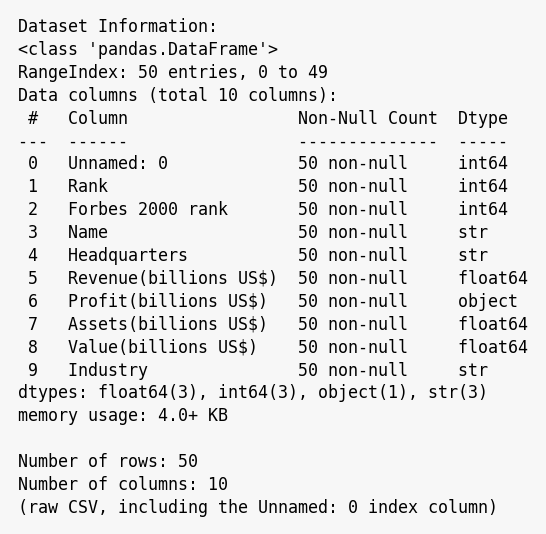 Dataset Information:
<class 'pandas.DataFrame'>
RangeIndex: 50 entries, 0 to 49
Data columns (total 10 columns):
 #   Column                 Non-Null Count  Dtype
---  ------                 --------------  -----
 0   Unnamed: 0             50 non-null     int64
 1   Rank                   50 non-null     int64
 2   Forbes 2000 rank       50 non-null     int64
 3   Name                   50 non-null     str
 4   Headquarters           50 non-null     str
 5   Revenue(billions US$)  50 non-null     float64
 6   Profit(billions US$)   50 non-null     object
 7   Assets(billions US$)   50 non-null     float64
 8   Value(billions US$)    50 non-null     float64
 9   Industry               50 non-null     str
dtypes: float64(3), int64(3), object(1), str(3)
memory usage: 4.0+ KB

Number of rows: 50
Number of columns: 10
(raw CSV, including the Unnamed: 0 index column)